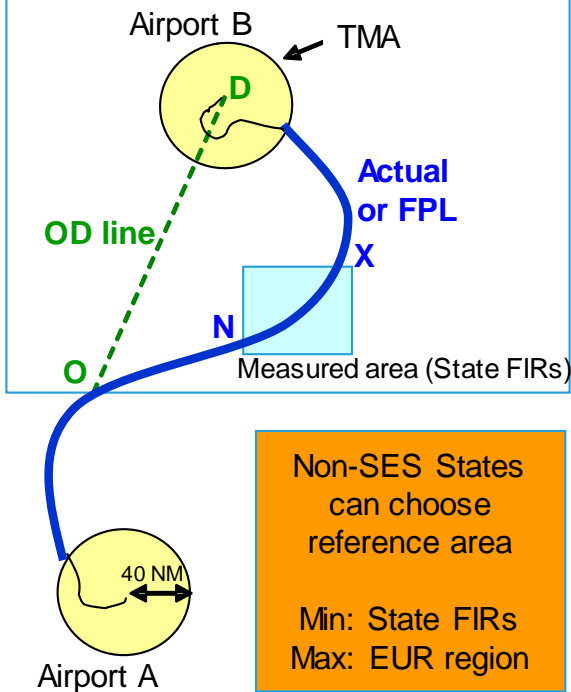 Airport B
TMA
D
Actual
or FPL
OD line
X
N
O
Measured area (State FIRs)
Non-SES States
can choose
reference area
Min: State FIRs
Max: EUR region
40 NM
Airport A